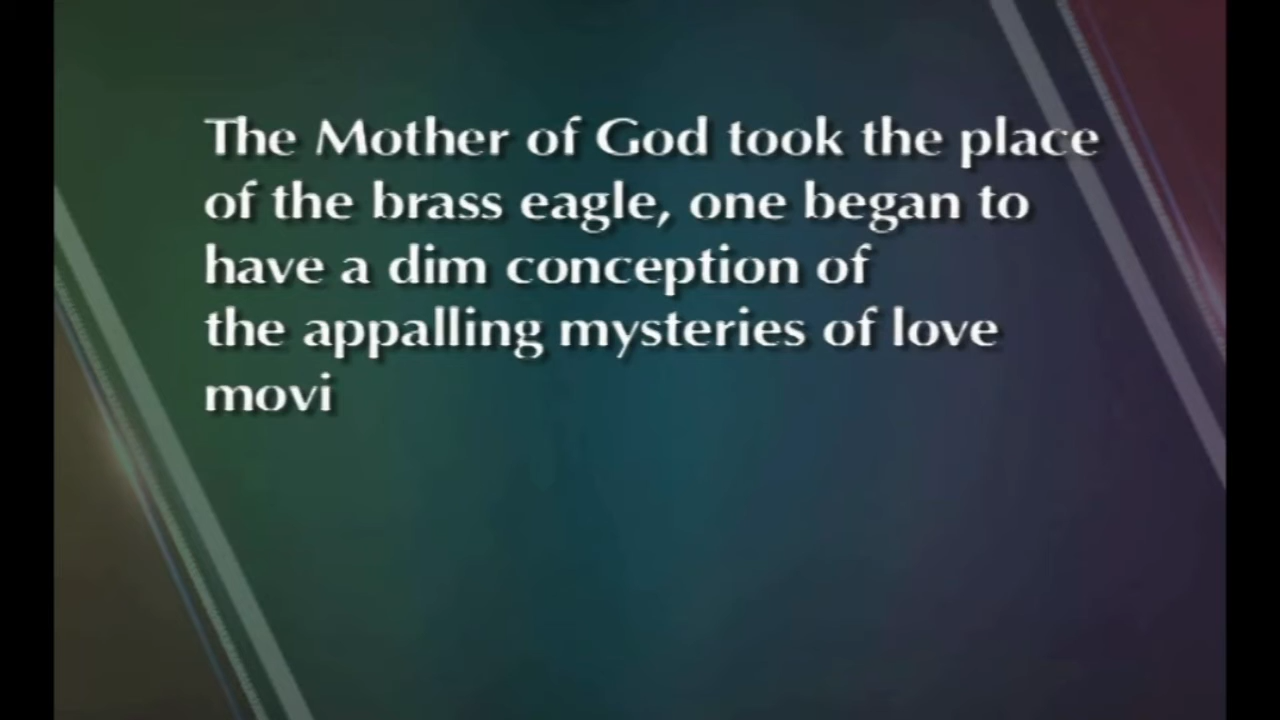 The Mother of God took the place
of the brass eagle, one began to
have a dim conception of
the appalling mysteries of love
movi